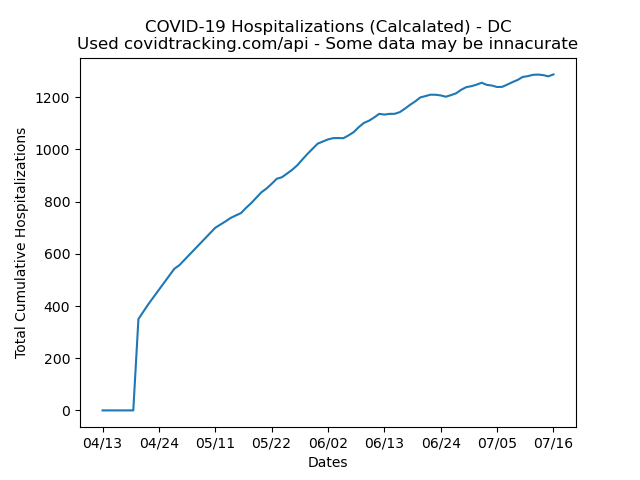 COVID-19 Hospitalizations (Calcalated) - DC
Used covidtracking.com/api - Some data may be innacurate
Total Cumulative Hospitalizations
1200
1000
800
600
400
200
0
04/13 04/24 05/11 05/22 06/02 06/13 06/24 07/05 07/16
Dates